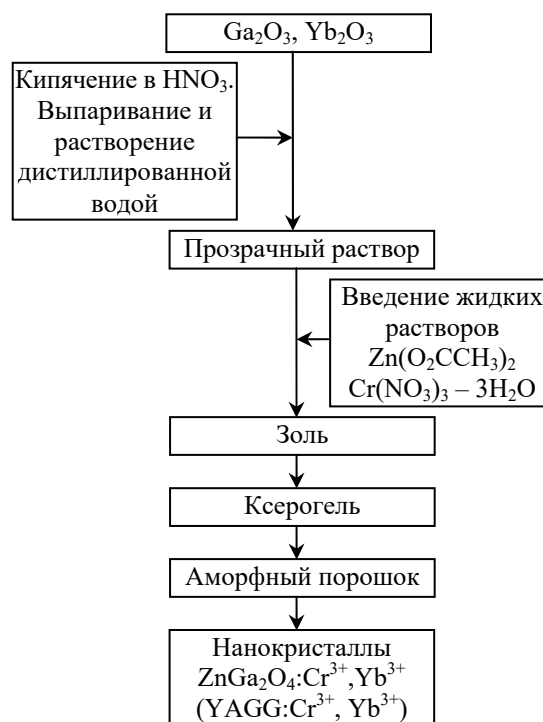 Ga₂O₃, Yb₂O₃
Кипячение в HNO₃.
Выпаривание и
растворение
дистиллированной
водой
Прозрачный раствор
Введение жидких
растворов
Zn(O₂CCH₃)₂
Cr(NO₃)₃ – 3H₂O
Золь
Ксерогель
Аморфный порошок
Нанокристаллы
ZnGa₂O₄:Cr³⁺,Yb³⁺
(YAGG:Cr³⁺, Yb³⁺)